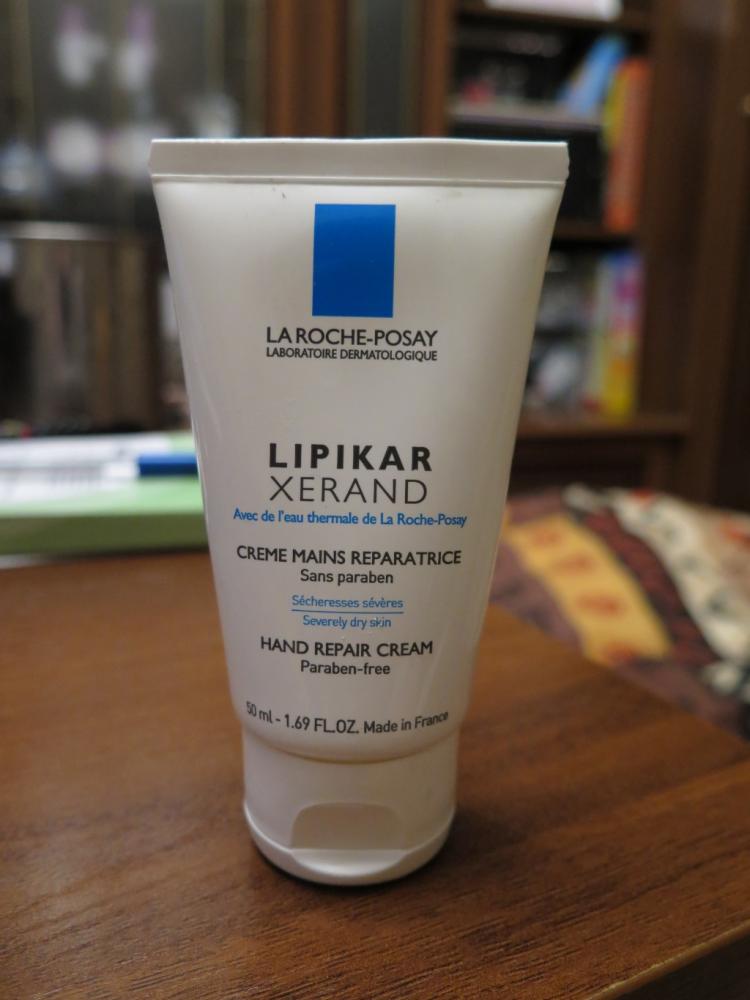 LA ROCHE-POSAY
LABORATOIRE DERMATOLOGIQUE
LIPIKAR
XERAND
Avec de l'eau thermale de La Roche-Posay
CREME MAINS REPARATRICE
Sans paraben
Sécheresses sévères
Severely dry skin
HAND REPAIR CREAM
Paraben-free
50 ml - 1.69 FL.OZ. Made in France